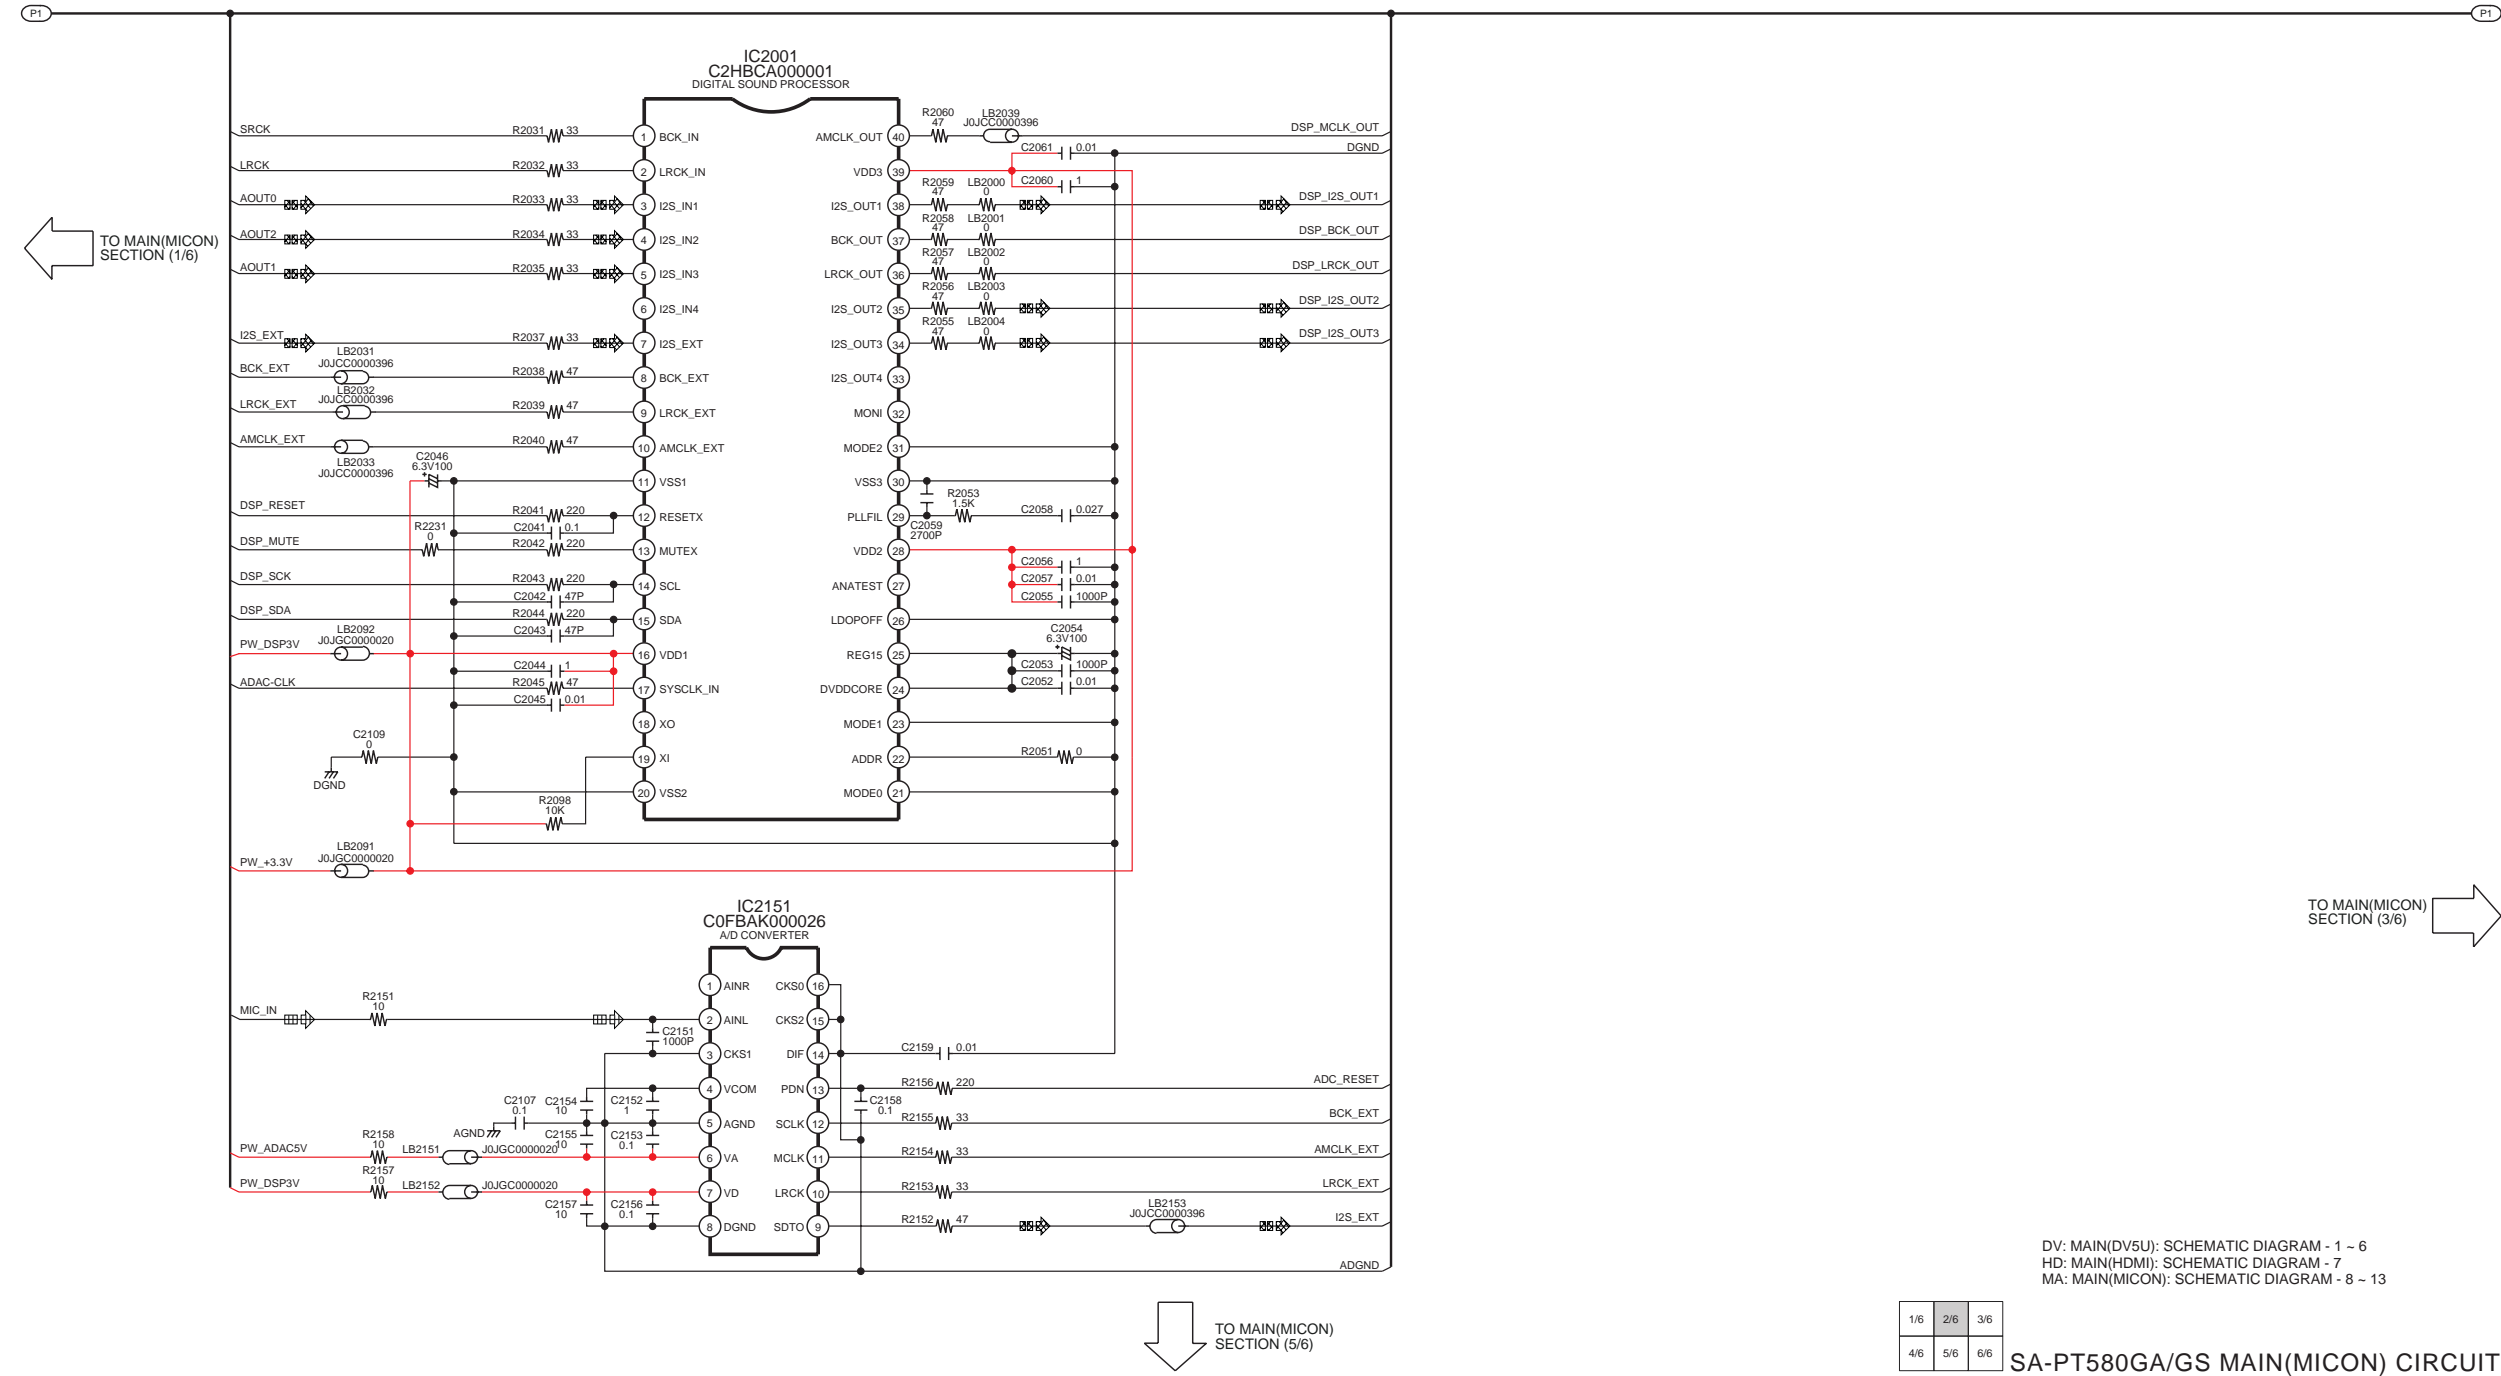 P1
P1
IC2001
C2HBCA000001
DIGITAL SOUND PROCESSOR
SRCK
R2031 33
1 BCK_IN
LRCK
R2032 33
2 LRCK_IN
AOUT0
R2033 33
3 I2S_IN1
AOUT2
R2034 33
4 I2S_IN2
AOUT1
R2035 33
5 I2S_IN3
6 I2S_IN4
I2S_EXT
R2037 33
7 I2S_EXT
LB2031
J0JCC0000396
BCK_EXT
R2038 47
8 BCK_EXT
LB2032
J0JCC0000396
LRCK_EXT
R2039 47
9 LRCK_EXT
AMCLK_EXT
R2040 47
10 AMCLK_EXT
LB2033
J0JCC0000396
C2046
6.3V100
+
11 VSS1
DSP_RESET
R2041 220
12 RESETX
C2041 0.1
R2231
0
DSP_MUTE
R2042 220
13 MUTEX
DSP_SCK
R2043 220
14 SCL
C2042 47P
DSP_SDA
R2044 220
15 SDA
C2043 47P
LB2092
J0JGC0000020
PW_DSP3V
16 VDD1
C2044 1
ADAC-CLK
R2045 47
17 SYSCLK_IN
C2045 0.01
18 XO
C2109
0
DGND
19 XI
20 VSS2
R2098
10K
LB2091
J0JGC0000020
PW_+3.3V
AMCLK_OUT 40
R2060
47
LB2039
J0JCC0000396
DSP_MCLK_OUT
C2061 0.01
DGND
VDD3 39
C2060 1
R2059
47
LB2000
0
I2S_OUT1 38
DSP_I2S_OUT1
R2058
47
LB2001
0
BCK_OUT 37
DSP_BCK_OUT
R2057
47
LB2002
0
LRCK_OUT 36
DSP_LRCK_OUT
R2056
47
LB2003
0
I2S_OUT2 35
DSP_I2S_OUT2
R2055
47
LB2004
0
I2S_OUT3 34
DSP_I2S_OUT3
I2S_OUT4 33
MONI 32
MODE2 31
VSS3 30
R2053
1.5K
PLLFIL 29
C2058 0.027
C2059
2700P
VDD2 28
C2056 1
C2057 0.01
C2055 1000P
ANATEST 27
LDOPOFF 26
C2054
6.3V100
+
REG15 25
C2053 1000P
DVDDCORE 24
C2052 0.01
MODE1 23
ADDR 22
R2051 0
MODE0 21
TO MAIN(MICON)
SECTION (1/6)
TO MAIN(MICON)
SECTION (3/6)
IC2151
C0FBAK000026
A/D CONVERTER
1 AINR
CKS0 16
MIC_IN
R2151
10
2 AINL
CKS2 15
C2151
1000P
3 CKS1
DIF 14
C2159 0.01
4 VCOM
PDN 13
R2156 220
ADC_RESET
C2107
0.1
C2154
10
C2152
1
C2158
0.1
AGND
5 AGND
SCLK 12
R2155 33
BCK_EXT
C2155
10
C2153
0.1
PW_ADAC5V
R2158
10
LB2151
J0JGC0000020
6 VA
MCLK 11
R2154 33
AMCLK_EXT
PW_DSP3V
R2157
10
LB2152
J0JGC0000020
7 VD
LRCK 10
R2153 33
LRCK_EXT
C2157
10
C2156
0.1
8 DGND
SDTO 9
R2152 47
LB2153
J0JCC0000396
I2S_EXT
ADGND
TO MAIN(MICON)
SECTION (5/6)
DV: MAIN(DV5U): SCHEMATIC DIAGRAM - 1 ~ 6
HD: MAIN(HDMI): SCHEMATIC DIAGRAM - 7
MA: MAIN(MICON): SCHEMATIC DIAGRAM - 8 ~ 13
1/6 2/6 3/6
4/6 5/6 6/6
SA-PT580GA/GS MAIN(MICON) CIRCUIT